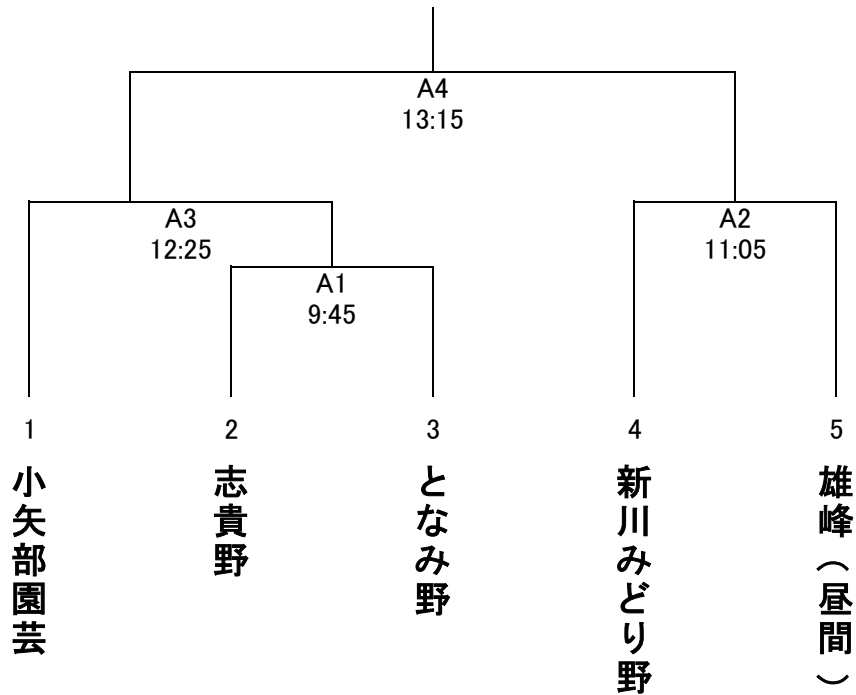 A4
13:15
A3
12:25
A2
11:05
A1
9:45
1
2
3
4
5
小矢部園芸
志貴野
となみ野
新川みどり野
雄峰（昼間）